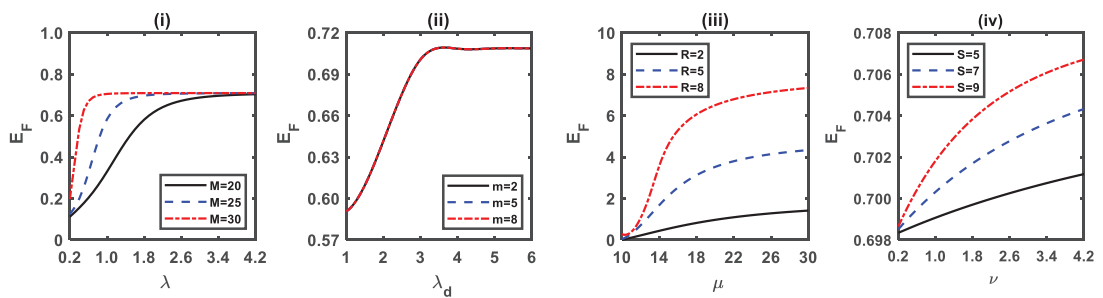 (i)
1.0
0.8
0.6
0.4
0.2
0
E_F
0.2 1.0 1.8 2.6 3.4 4.2
λ
M=20
M=25
M=30
(ii)
0.72
0.69
0.66
0.63
0.60
0.57
E_F
1 2 3 4 5 6
λ_d
m=2
m=5
m=8
(iii)
10
8
6
4
2
0
E_F
10 14 18 22 26 30
μ
R=2
R=5
R=8
(iv)
0.708
0.706
0.704
0.702
0.700
0.698
E_F
0.2 1.0 1.8 2.6 3.4 4.2
ν
S=5
S=7
S=9